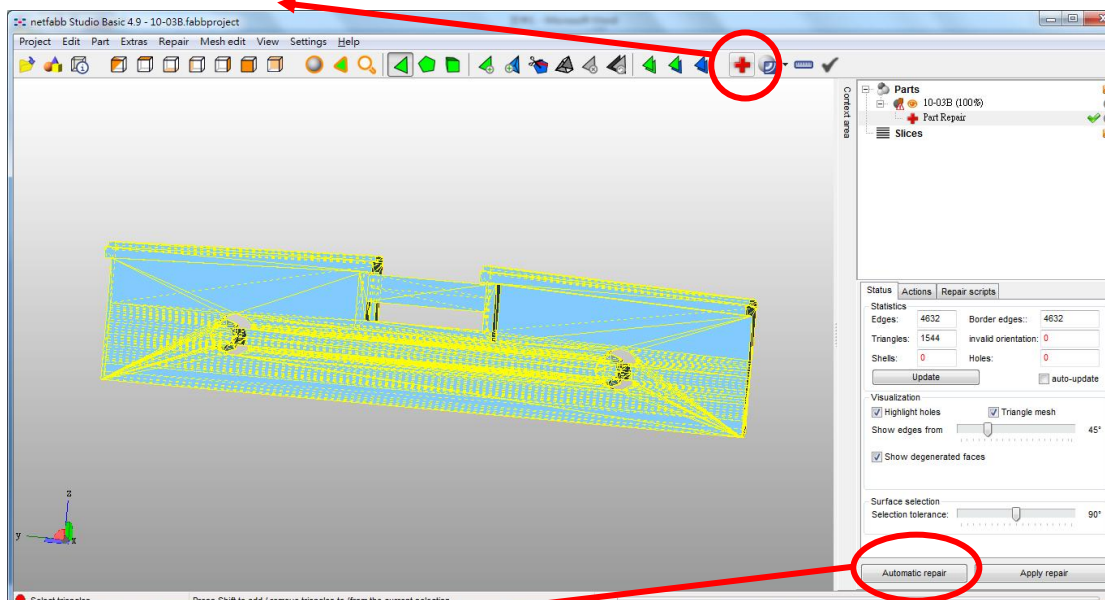 netfabb Studio Basic 4.9 - 10-03B.fabbproject
Project Edit Part Extras Repair Mesh edit View Settings Help
Context area
Parts
10-03B (100%)
Part Repair
Slices
Status Actions Repair scripts
Statistics
Edges: 4632 Border edges:: 4632
Triangles: 1544 invalid orientation: 0
Shells: 0 Holes: 0
Update auto-update
Visualization
Highlight holes Triangle mesh
Show edges from 45°
Show degenerated faces
Surface selection
Selection tolerance: 90°
z
y x
Automatic repair Apply repair
Select triangles Press Shift to add / remove triangles to /from the current selection